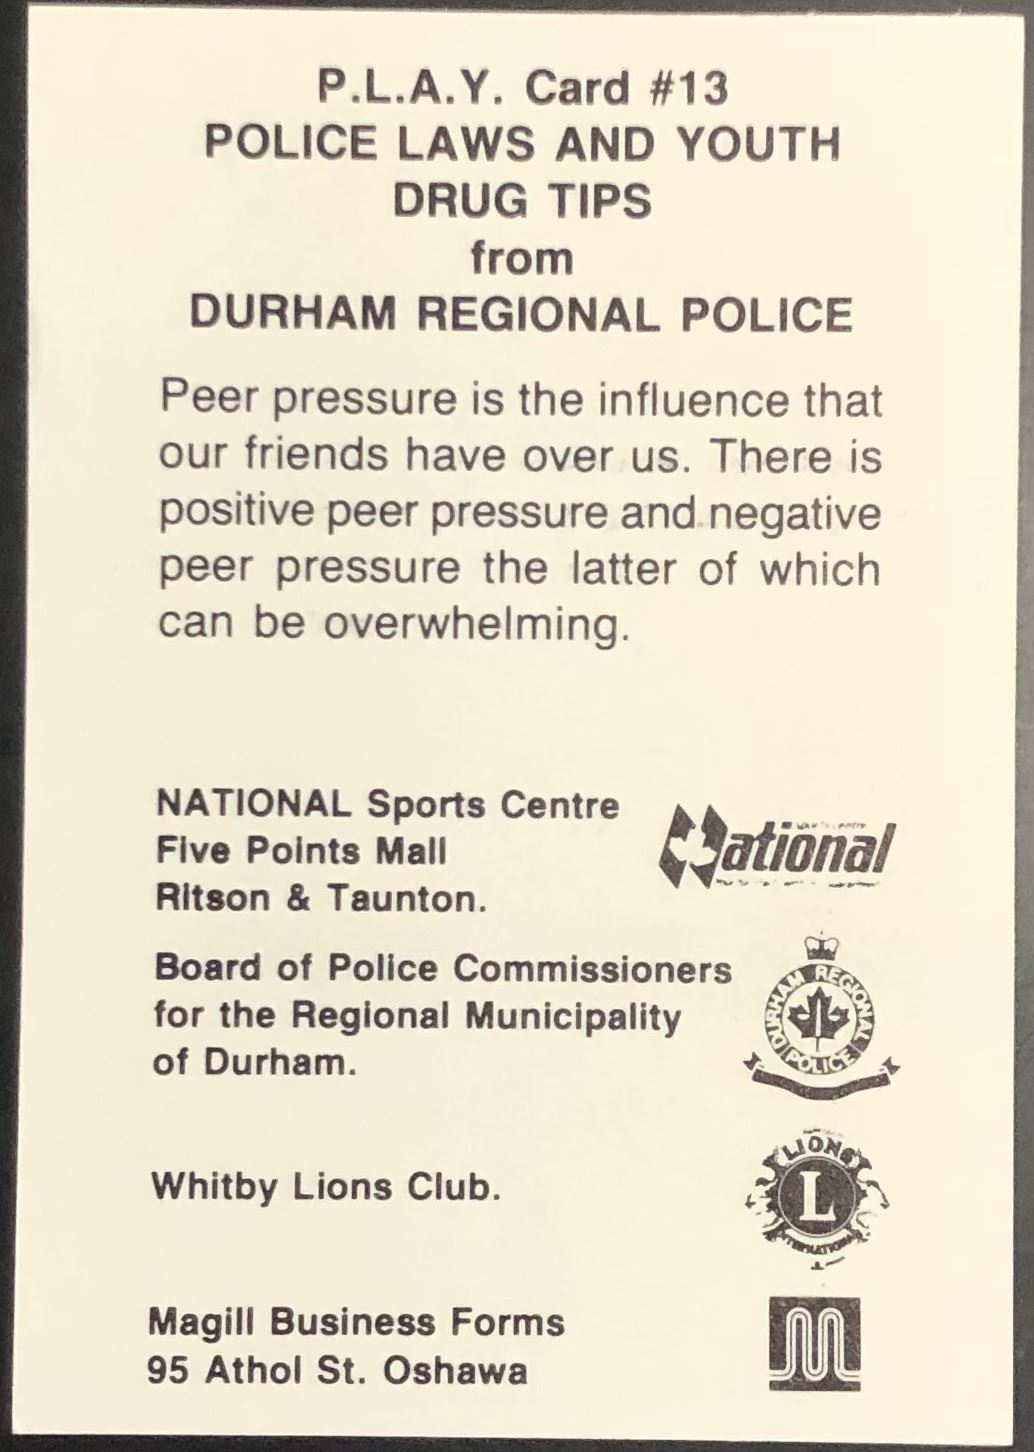 P.L.A.Y. Card #13
POLICE LAWS AND YOUTH
DRUG TIPS
from
DURHAM REGIONAL POLICE
Peer pressure is the influence that
our friends have over us. There is
positive peer pressure and negative
peer pressure the latter of which
can be overwhelming.
NATIONAL Sports Centre
Five Points Mall
Ritson & Taunton.
National
Board of Police Commissioners
for the Regional Municipality
of Durham.
DURHAM REGIONAL POLICE
Whitby Lions Club.
LIONS
L
INTERNATIONAL
Magill Business Forms
95 Athol St. Oshawa